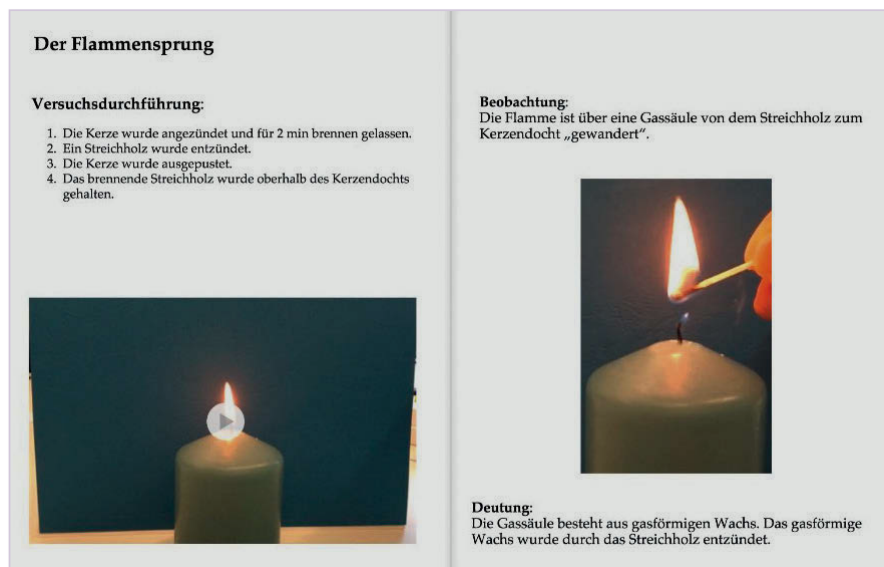 Der Flammensprung
Versuchsdurchführung:
1. Die Kerze wurde angezündet und für 2 min brennen gelassen.
2. Ein Streichholz wurde entzündet.
3. Die Kerze wurde ausgepustet.
4. Das brennende Streichholz wurde oberhalb des Kerzendochts
gehalten.
Beobachtung:
Die Flamme ist über eine Gassäule von dem Streichholz zum
Kerzendocht „gewandert“.
Deutung:
Die Gassäule besteht aus gasförmigen Wachs. Das gasförmige
Wachs wurde durch das Streichholz entzündet.